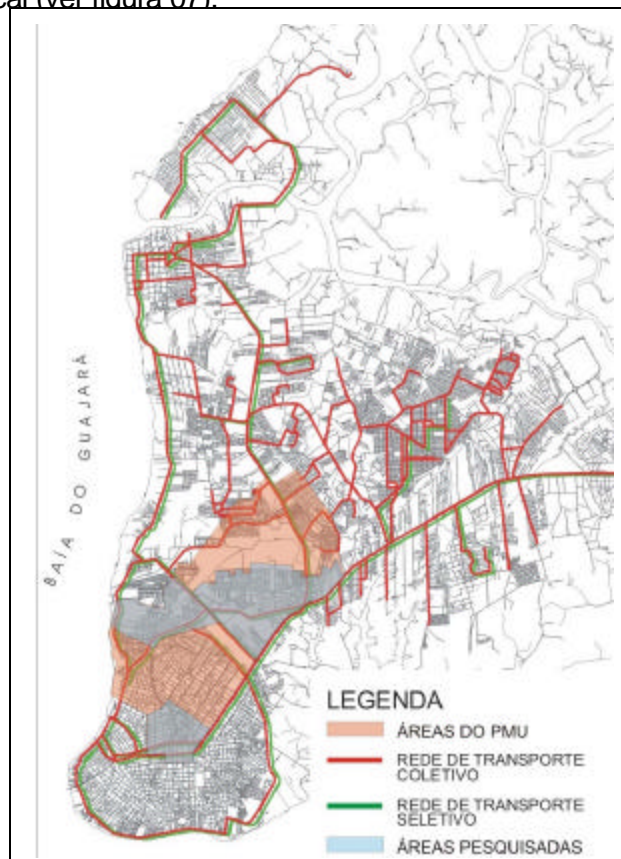 cal (ver figura 07).
BAÍA DO GUAJARÁ
LEGENDA
ÁREAS DO PMU
REDE DE TRANSPORTE
COLETIVO
REDE DE TRANSPORTE
SELETIVO
ÁREAS PESQUISADAS